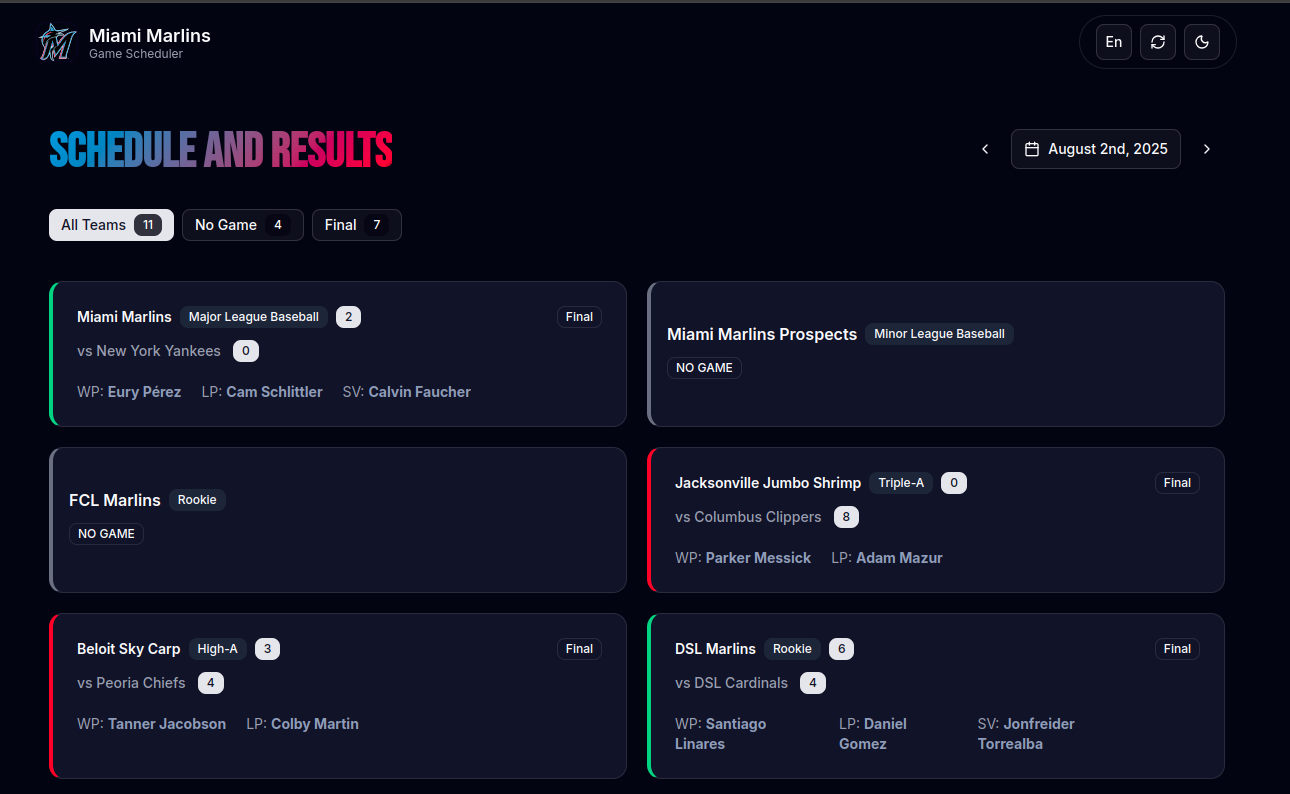 Miami Marlins
Game Scheduler
En
SCHEDULE AND RESULTS
August 2nd, 2025
All Teams 11 No Game 4 Final 7
Miami Marlins Major League Baseball 2 Final
vs New York Yankees 0
WP: Eury Pérez LP: Cam Schlittler SV: Calvin Faucher
Miami Marlins Prospects Minor League Baseball
NO GAME
FCL Marlins Rookie
NO GAME
Jacksonville Jumbo Shrimp Triple-A 0 Final
vs Columbus Clippers 8
WP: Parker Messick LP: Adam Mazur
Beloit Sky Carp High-A 3 Final
vs Peoria Chiefs 4
WP: Tanner Jacobson LP: Colby Martin
DSL Marlins Rookie 6 Final
vs DSL Cardinals 4
WP: Santiago Linares
LP: Daniel Gomez
SV: Jonfreider Torrealba